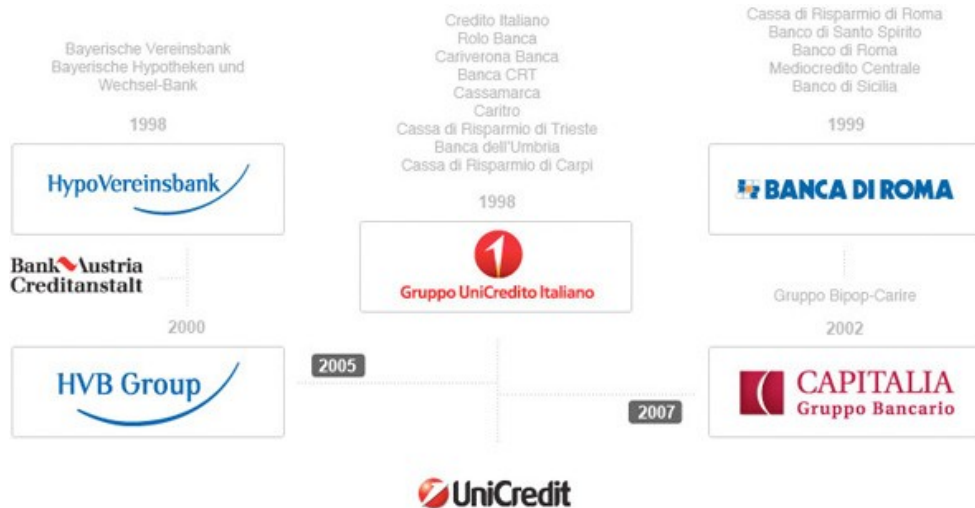 Bayerische Vereinsbank
Bayerische Hypotheken und
Wechsel-Bank
1998
HypoVereinsbank
Bank Austria
Creditanstalt
2000
HVB Group
Credito Italiano
Rolo Banca
Cariverona Banca
Banca CRT
Cassamarca
Caritro
Cassa di Risparmio di Trieste
Banca dell'Umbria
Cassa di Risparmio di Carpi
1998
1
Gruppo UniCredito Italiano
Cassa di Risparmio di Roma
Banco di Santo Spirito
Banco di Roma
Mediocredito Centrale
Banco di Sicilia
1999
BANCA DI ROMA
Gruppo Bipop-Carire
2002
CAPITALIA
Gruppo Bancario
2005
2007
UniCredit